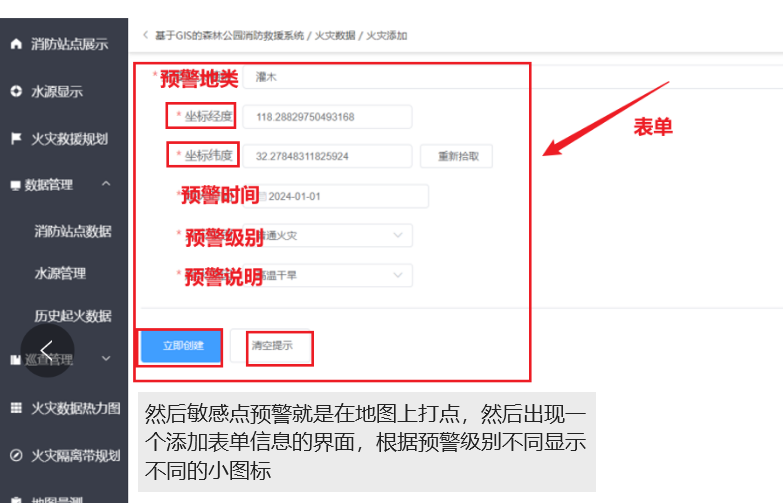 消防站点展示
基于GIS的森林公园消防救援系统 / 火灾数据 / 火灾添加
* 预警地类 灌木
水源显示
* 坐标经度 118.28829750493168
表单
火灾救援规划
* 坐标纬度 32.27848311825924 重新拾取
数据管理
* 预警时间 2024-01-01
消防站点数据
* 预警级别 通火灾
水源管理
* 预警说明 温干旱
历史起火数据
立即创建 清空提示
巡查管理
火灾数据热力图
然后敏感点预警就是在地图上打点，然后出现一
个添加表单信息的界面，根据预警级别不同显示
不同的小图标
火灾隔离带规划